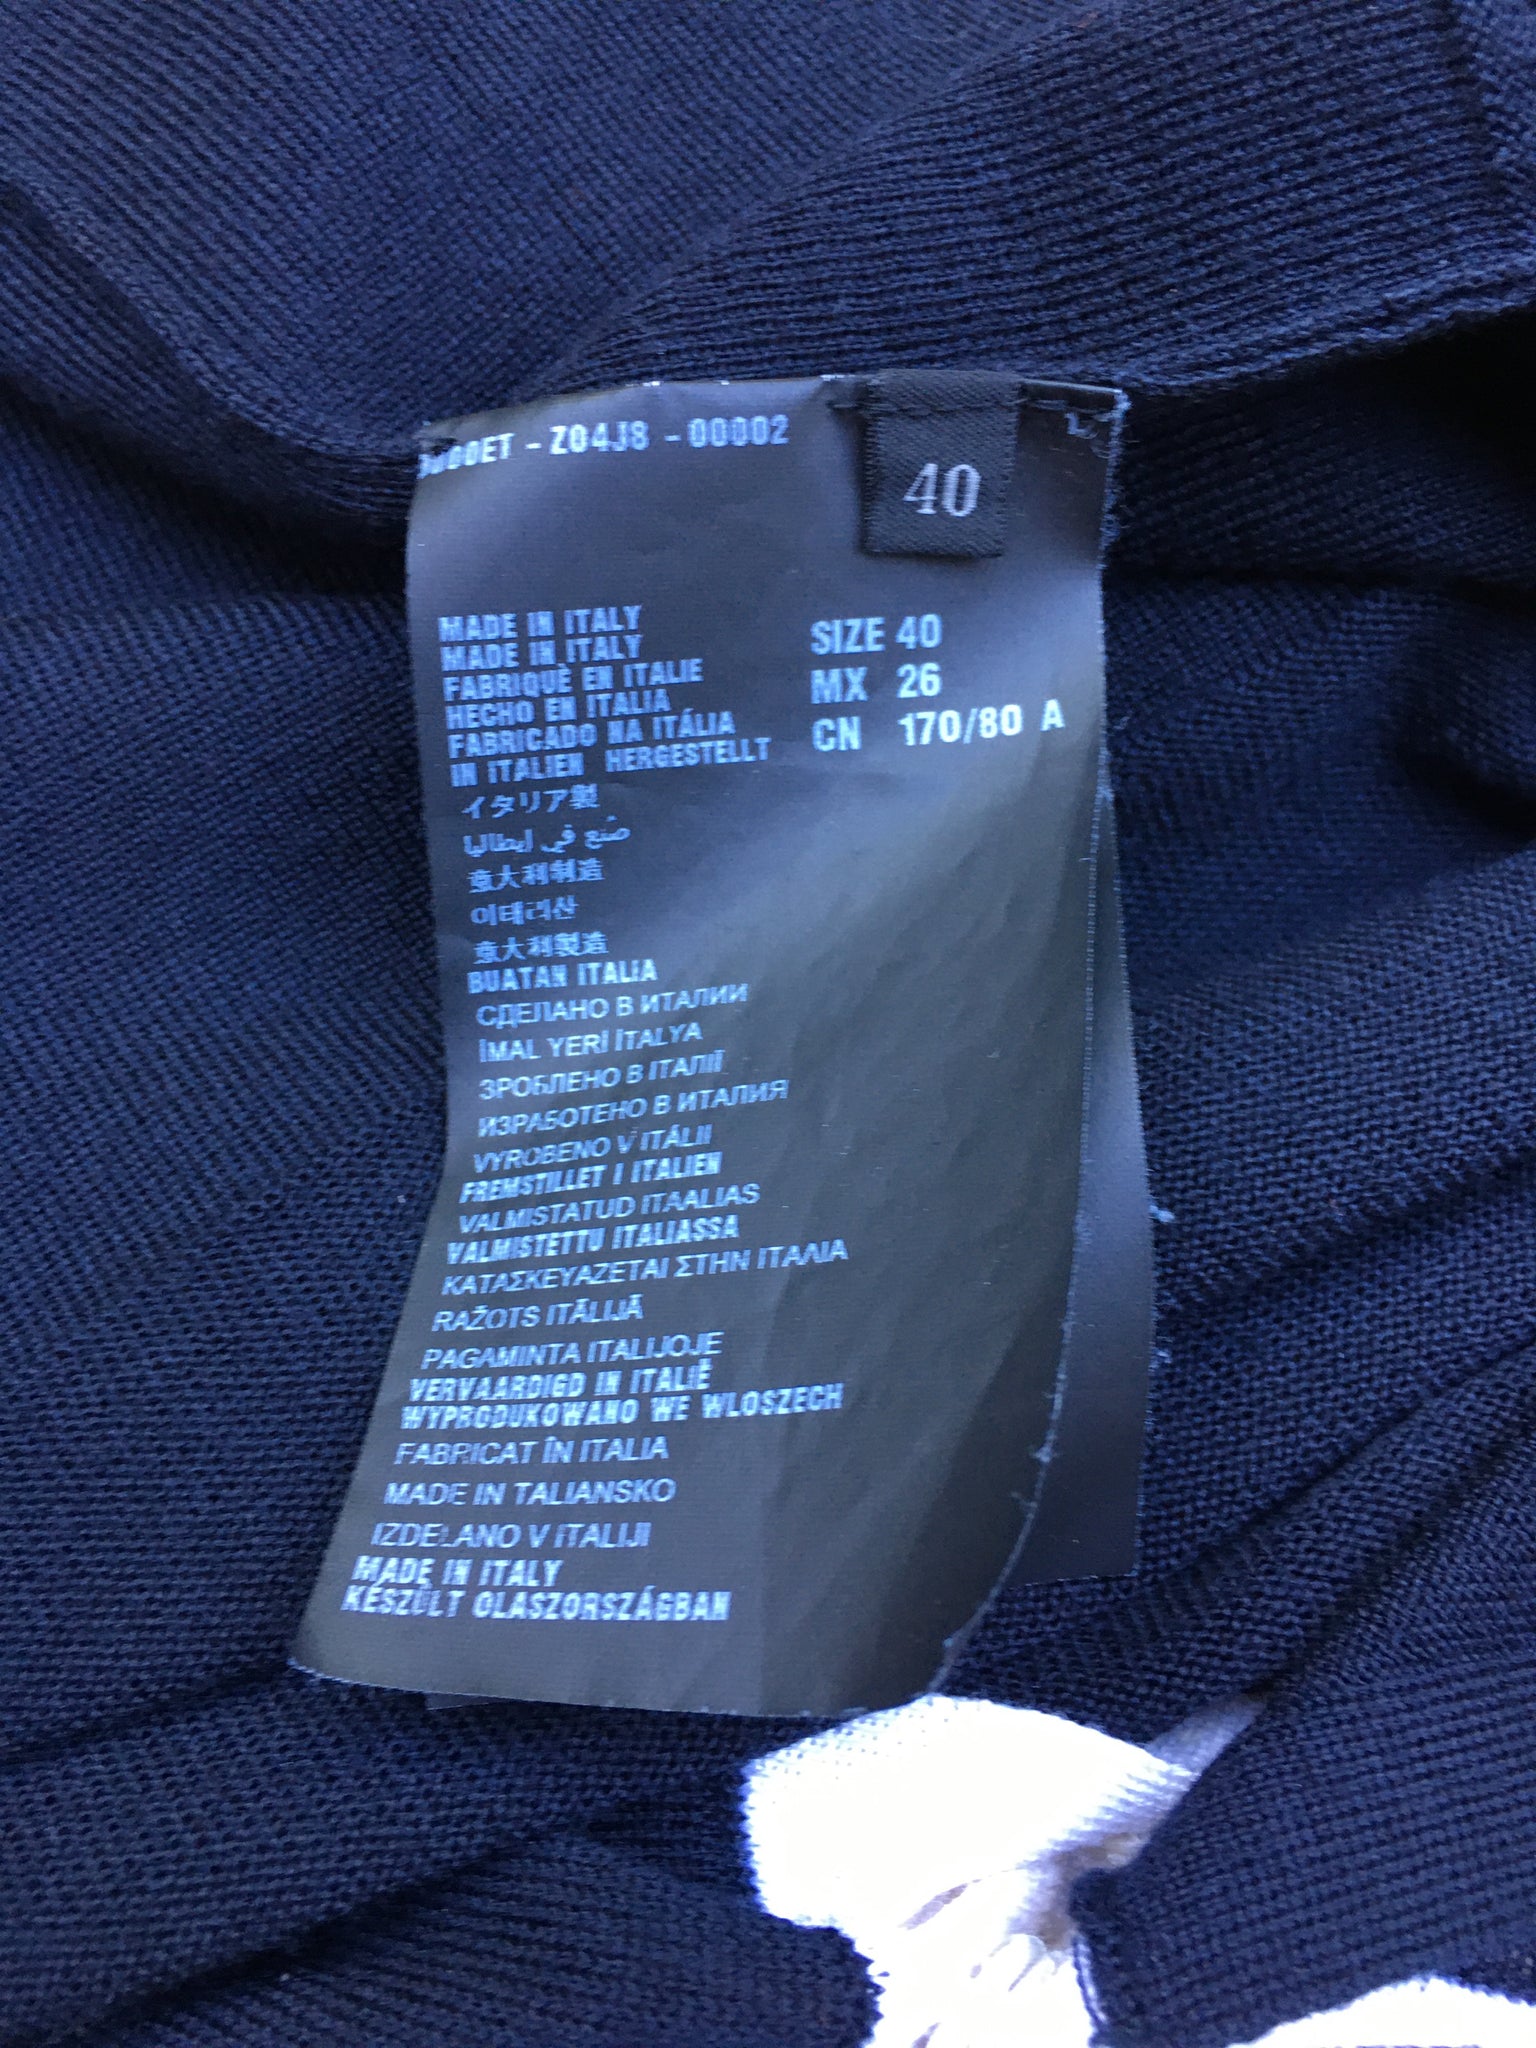 - Z04J8 - 00002
40
MADE IN ITALY
MADE IN ITALY
FABRIQUÈ EN ITALIE
HECHO EN ITALIA
FABRICADO NA ITÁLIA
IN ITALIEN HERGESTELLT
イタリア製
صُنع في إيطاليا
意大利制造
이태리산
意大利製造
BUATAN ITALIA
СДЕЛАНО В ИТАЛИИ
İMAL YERİ İTALYA
ЗРОБЛЕНО В ІТАЛІЇ
ИЗРАБОТЕНО В ИТАЛИЯ
VYROBENO V ITÁLII
FREMSTILLET I ITALIEN
VALMISTATUD ITAALIAS
VALMISTETTU ITALIASSA
ΚΑΤΑΣΚΕΥΑΖΕΤΑΙ ΣΤΗΝ ΙΤΑΛΙΑ
RAŽOTS ITĀLIJĀ
PAGAMINTA ITALIJOJE
VERVAARDIGD IN ITALIË
WYPRODUKOWANO WE WLOSZECH
FABRICAT ÎN ITALIA
MADE IN TALIANSKO
IZDELANO V ITALIJI
MADE IN ITALY
KÉSZÜLT OLASZORSZÁGBAN
SIZE 40
MX 26
CN 170/80 A